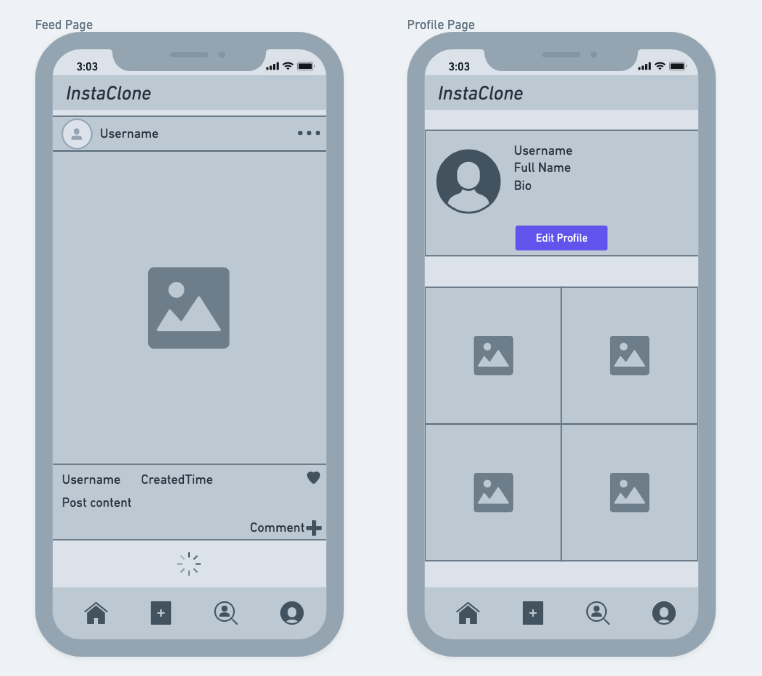 Feed Page
3:03
InstaClone
Username
Username CreatedTime
Post content
Comment
Profile Page
3:03
InstaClone
Username
Full Name
Bio
Edit Profile